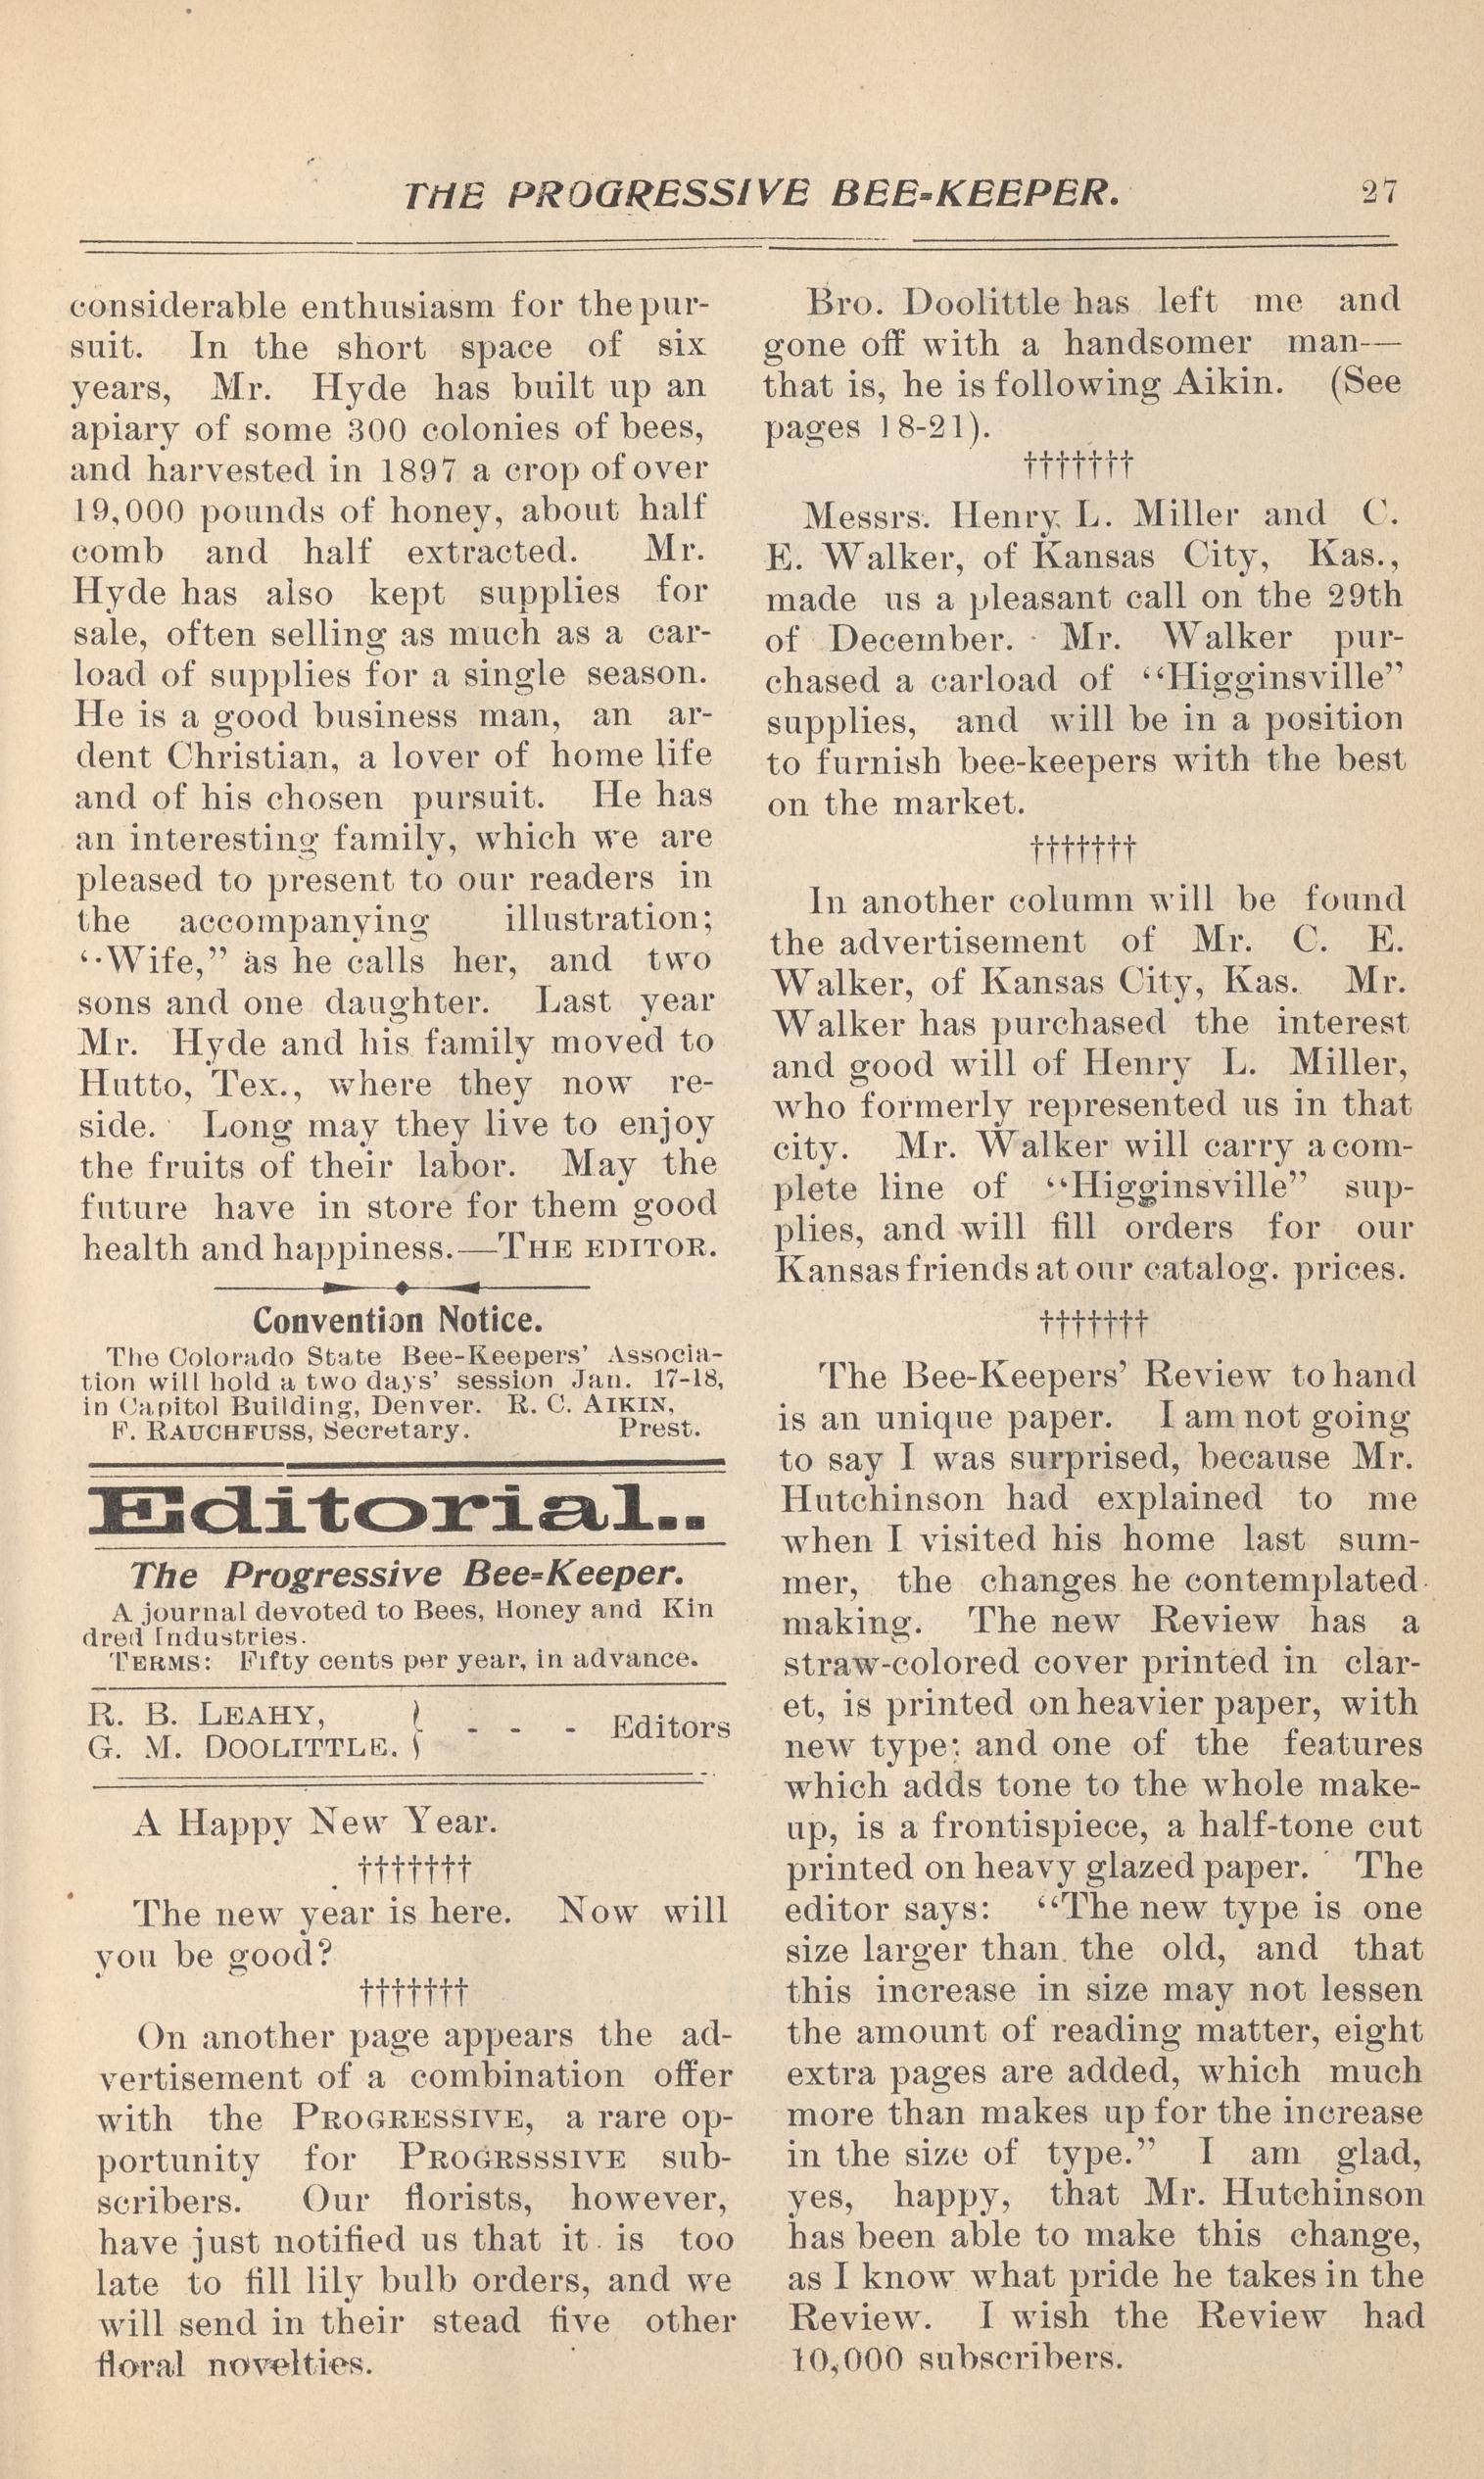 THE PROGRESSIVE BEE-KEEPER. 27
considerable enthusiasm for the pur-
suit. In the short space of six
years, Mr. Hyde has built up an
apiary of some 300 colonies of bees,
and harvested in 1897 a crop of over
19,000 pounds of honey, about half
comb and half extracted. Mr.
Hyde has also kept supplies for
sale, often selling as much as a car-
load of supplies for a single season.
He is a good business man, an ar-
dent Christian, a lover of home life
and of his chosen pursuit. He has
an interesting family, which we are
pleased to present to our readers in
the accompanying illustration;
“Wife,” as he calls her, and two
sons and one daughter. Last year
Mr. Hyde and his family moved to
Hutto, Tex., where they now re-
side. Long may they live to enjoy
the fruits of their labor. May the
future have in store for them good
health and happiness.—THE EDITOR.
Convention Notice.
The Colorado State Bee-Keepers’ Associa-
tion will hold a two days’ session Jan. 17-18,
in Capitol Building, Denver. R. C. AIKIN,
F. RAUCHFUSS, Secretary. Prest.
Editorial..
The Progressive Bee-Keeper.
A journal devoted to Bees, Honey and Kin
dred Industries.
TERMS: Fifty cents per year, in advance.
R. B. LEAHY,
G. M. DOOLITTLE. } - - - Editors
A Happy New Year.
†††††††
The new year is here. Now will
you be good?
†††††††
On another page appears the ad-
vertisement of a combination offer
with the PROGRESSIVE, a rare op-
portunity for PROGRSSSIVE sub-
scribers. Our florists, however,
have just notified us that it is too
late to fill lily bulb orders, and we
will send in their stead five other
floral novelties.
Bro. Doolittle has left me and
gone off with a handsomer man—
that is, he is following Aikin. (See
pages 18-21).
†††††††
Messrs. Henry L. Miller and C.
E. Walker, of Kansas City, Kas.,
made us a pleasant call on the 29th
of December. Mr. Walker pur-
chased a carload of “Higginsville”
supplies, and will be in a position
to furnish bee-keepers with the best
on the market.
†††††††
In another column will be found
the advertisement of Mr. C. E.
Walker, of Kansas City, Kas. Mr.
Walker has purchased the interest
and good will of Henry L. Miller,
who formerly represented us in that
city. Mr. Walker will carry a com-
plete line of “Higginsville” sup-
plies, and will fill orders for our
Kansas friends at our catalog. prices.
†††††††
The Bee-Keepers’ Review to hand
is an unique paper. I am not going
to say I was surprised, because Mr.
Hutchinson had explained to me
when I visited his home last sum-
mer, the changes he contemplated
making. The new Review has a
straw-colored cover printed in clar-
et, is printed on heavier paper, with
new type; and one of the features
which adds tone to the whole make-
up, is a frontispiece, a half-tone cut
printed on heavy glazed paper. The
editor says: “The new type is one
size larger than the old, and that
this increase in size may not lessen
the amount of reading matter, eight
extra pages are added, which much
more than makes up for the increase
in the size of type.” I am glad,
yes, happy, that Mr. Hutchinson
has been able to make this change,
as I know what pride he takes in the
Review. I wish the Review had
10,000 subscribers.